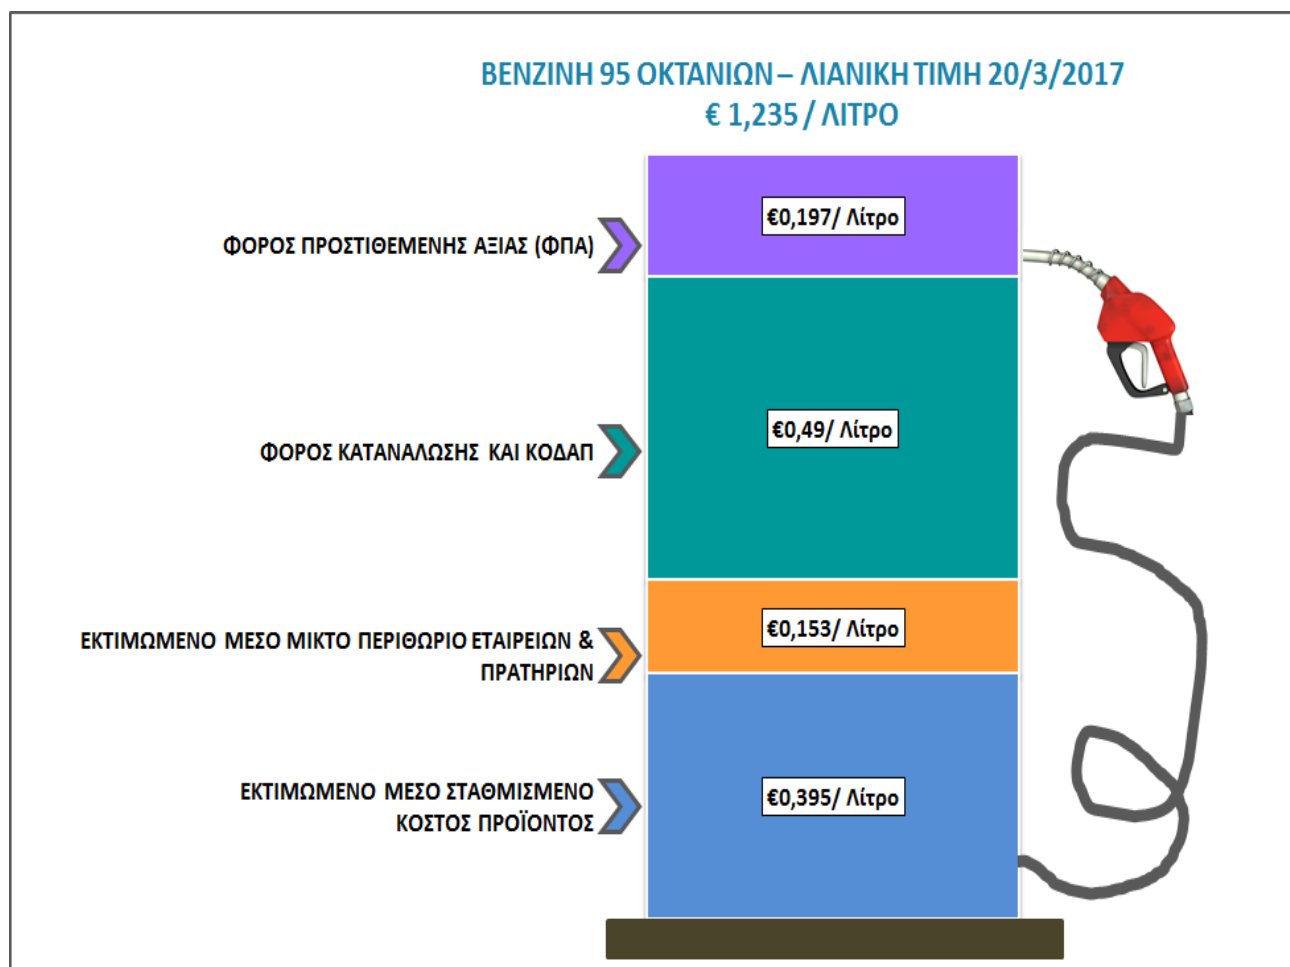 ΒΕΝΖΙΝΗ 95 ΟΚΤΑΝΙΩΝ – ΛΙΑΝΙΚΗ ΤΙΜΗ 20/3/2017
€ 1,235 / ΛΙΤΡΟ
€0,197/ Λίτρο
ΦΟΡΟΣ ΠΡΟΣΤΙΘΕΜΕΝΗΣ ΑΞΙΑΣ (ΦΠΑ)
€0,49/ Λίτρο
ΦΟΡΟΣ ΚΑΤΑΝΑΛΩΣΗΣ ΚΑΙ ΚΟΔΑΠ
€0,153/ Λίτρο
ΕΚΤΙΜΩΜΕΝΟ ΜΕΣΟ ΜΙΚΤΟ ΠΕΡΙΘΩΡΙΟ ΕΤΑΙΡΕΙΩΝ &
ΠΡΑΤΗΡΙΩΝ
€0,395/ Λίτρο
ΕΚΤΙΜΩΜΕΝΟ ΜΕΣΟ ΣΤΑΘΜΙΣΜΕΝΟ
ΚΟΣΤΟΣ ΠΡΟΪΟΝΤΟΣ